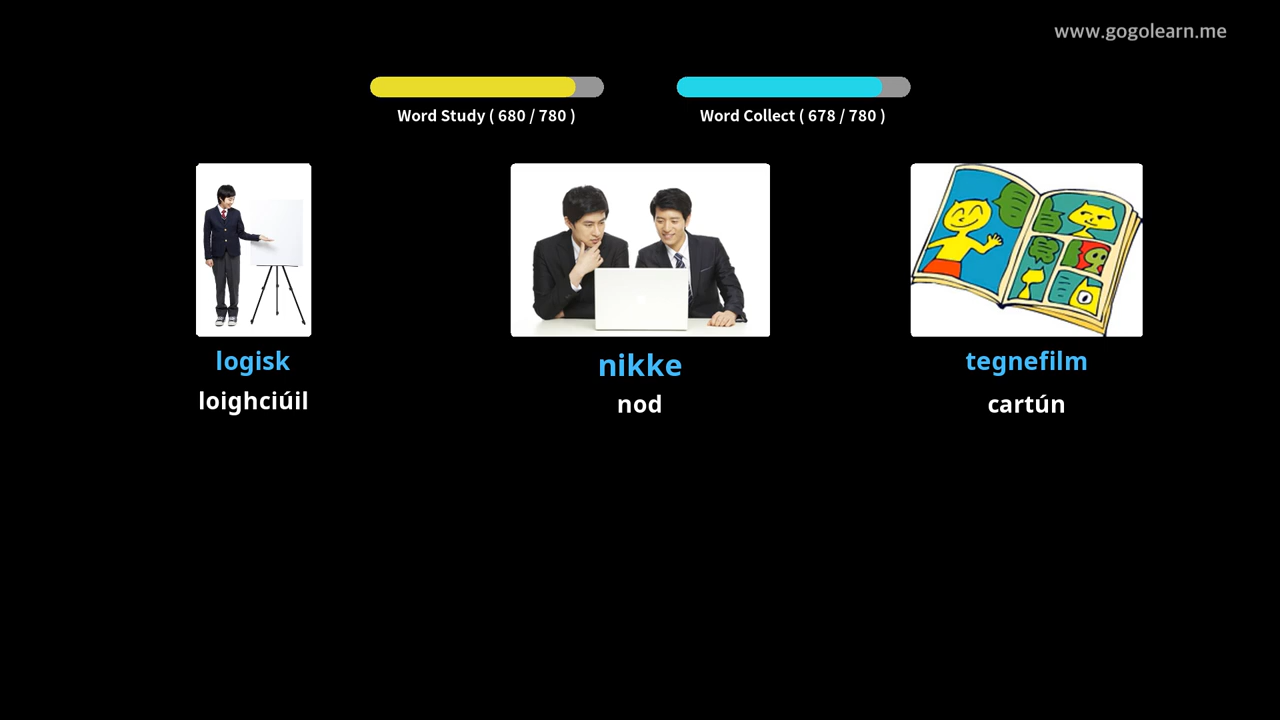 www.gogolearn.me
Word Study ( 680 / 780 )
Word Collect ( 678 / 780 )
logisk
loighciúil
nikke
nod
tegnefilm
cartún